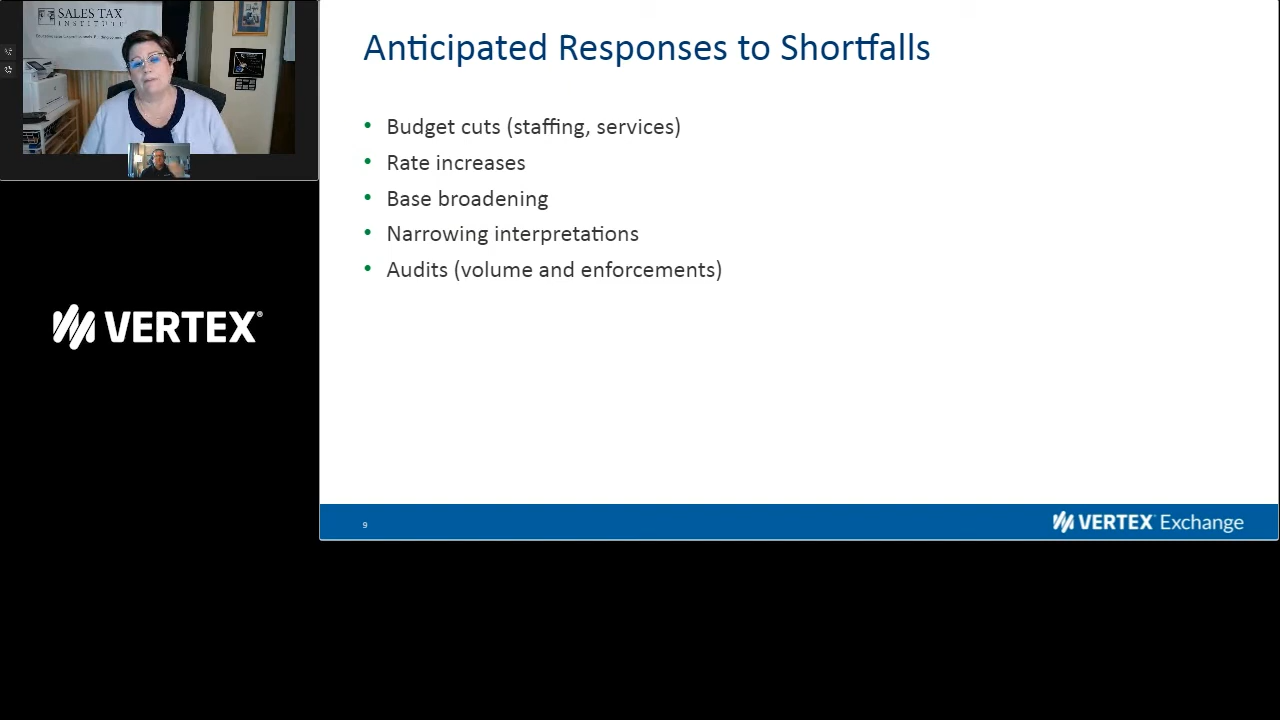 SALES TAX
INSTITUTE
Anticipated Responses to Shortfalls
• Budget cuts (staffing, services)
• Rate increases
• Base broadening
• Narrowing interpretations
• Audits (volume and enforcements)
VERTEX®
9
VERTEX Exchange